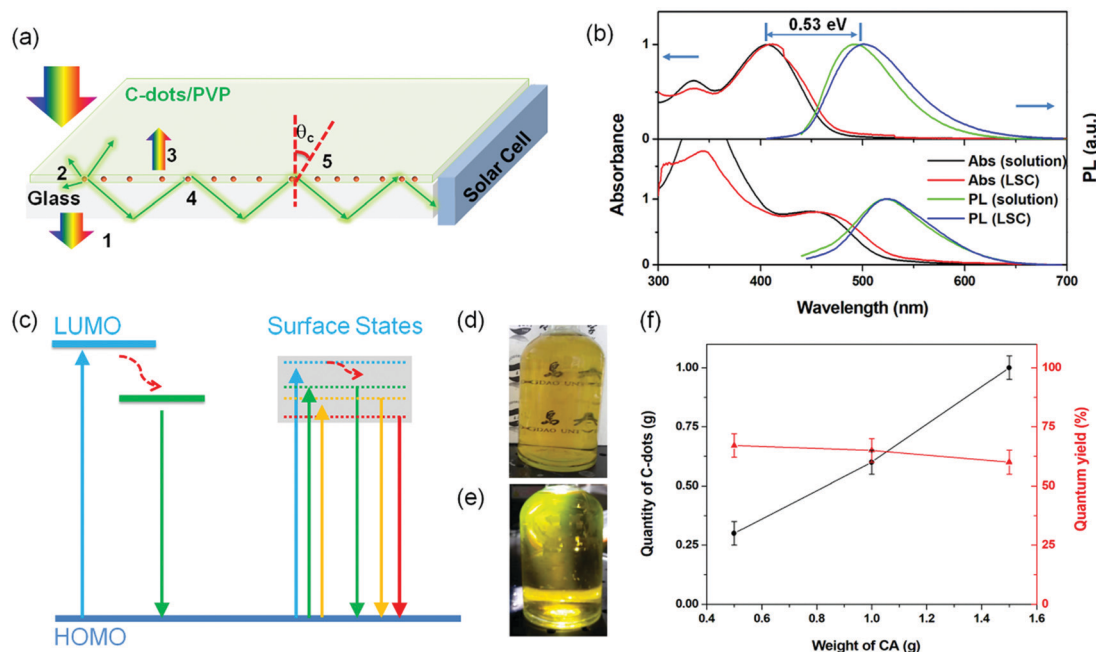 (a)
C-dots/PVP
θc
3
5
2
Glass
4
1
Solar Cell
(b)
0.53 eV
1
0
1
0
Absorbance
PL (a.u.)
Abs (solution)
Abs (LSC)
PL (solution)
PL (LSC)
300 400 500 600 700
Wavelength (nm)
(c)
LUMO
Surface States
HOMO
(d)
(e)
(f)
1.00
0.75
0.50
0.25
0.00
Quantity of C-dots (g)
100
75
50
25
0
Quantum yield (%)
0.4 0.6 0.8 1.0 1.2 1.4 1.6
Weight of CA (g)